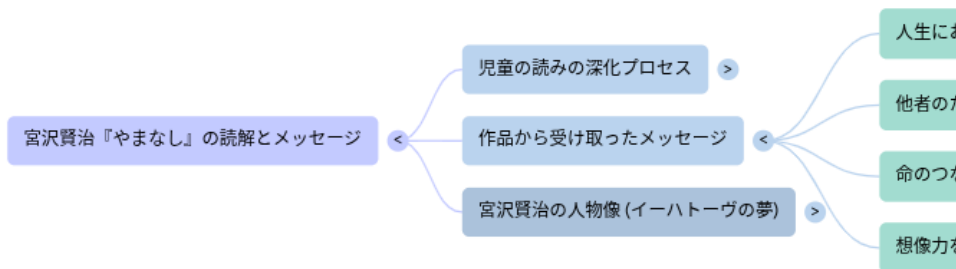 宮沢賢治『やまなし』の読解とメッセージ
<
児童の読みの深化プロセス
>
作品から受け取ったメッセージ
<
宮沢賢治の人物像 (イーハトーヴの夢)
>
人生に
他者の
命のつ
想像力